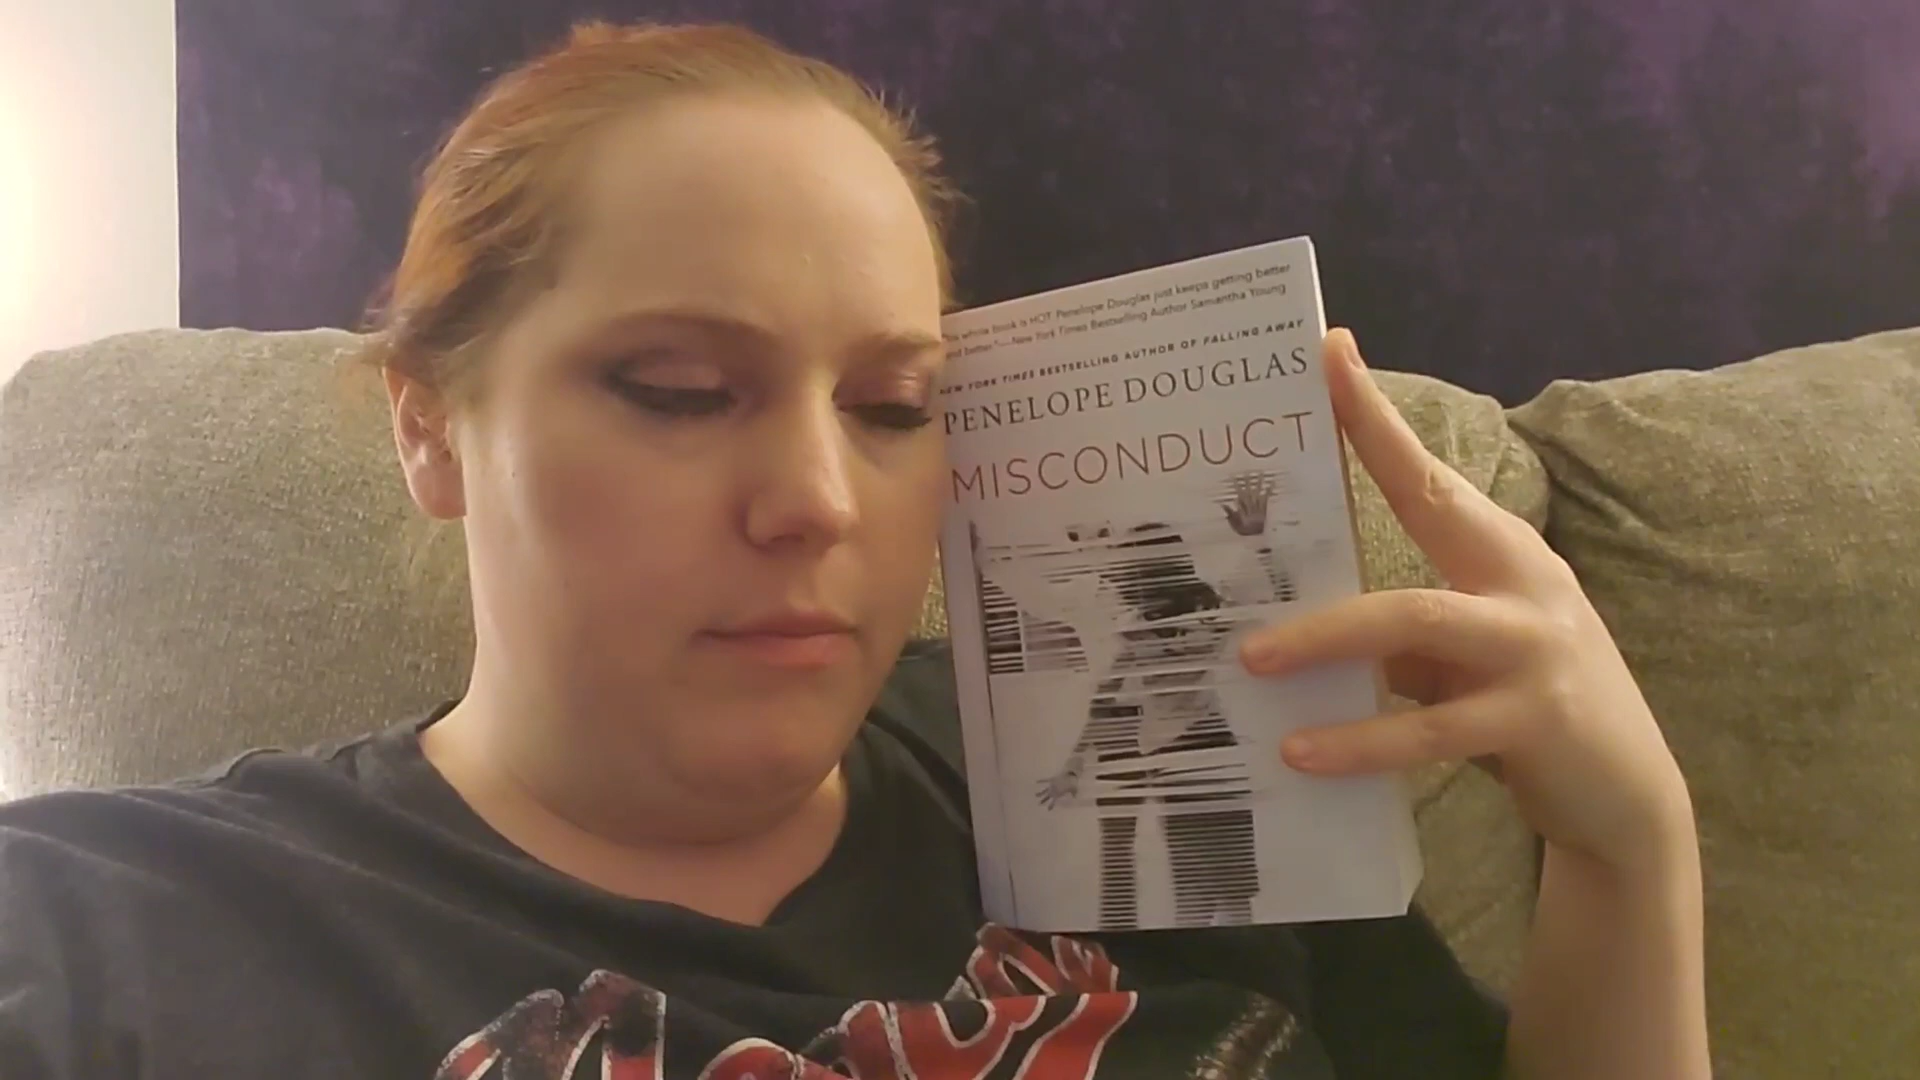 "This whole book is HOT. Penelope Douglas just keeps getting better
and better."—New York Times Bestselling Author Samantha Young
NEW YORK TIMES BESTSELLING AUTHOR OF FALLING AWAY
PENELOPE DOUGLAS
MISCONDUCT